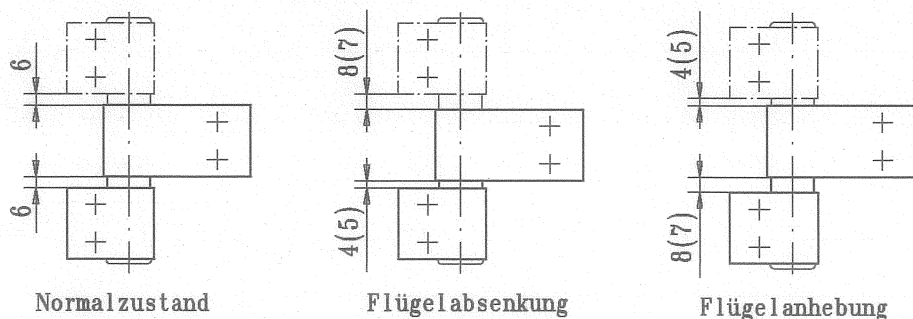 6
6
Normalzustand
8(7)
4(5)
Flügelabsenkung
4(5)
8(7)
Flügelanhebung